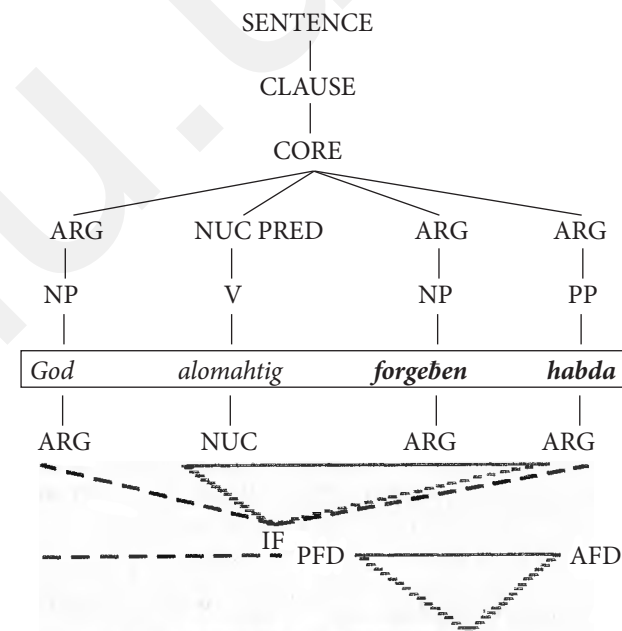 SENTENCE
CLAUSE
CORE
ARG NUC PRED ARG ARG
NP V NP PP
God alomahtig forgeƀen habda
ARG NUC ARG ARG
IF
PFD AFD